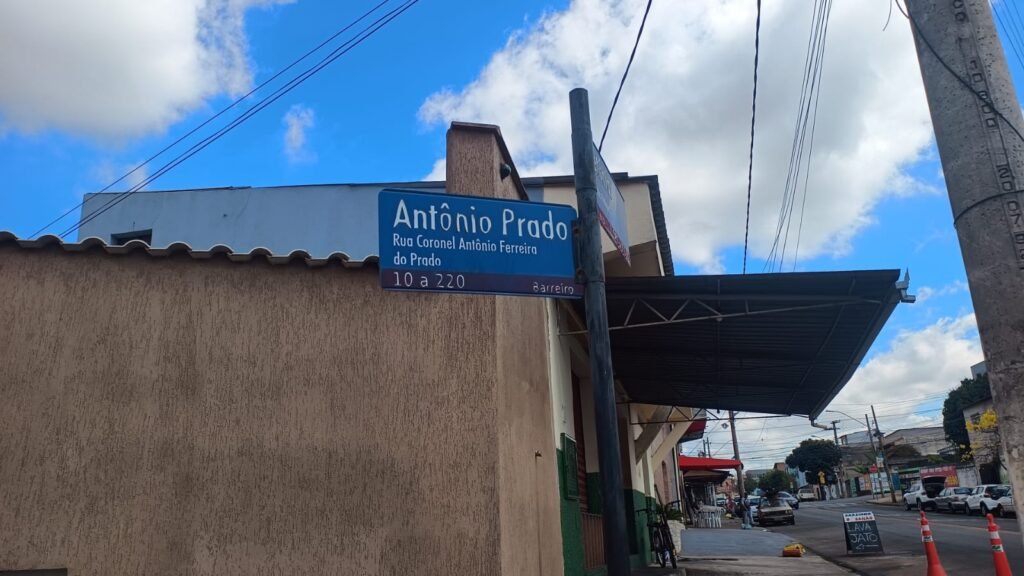 Antônio Prado
Rua Coronel Antônio Ferreira
do Prado
10 a 220
Barreiro
LAVA
JATO